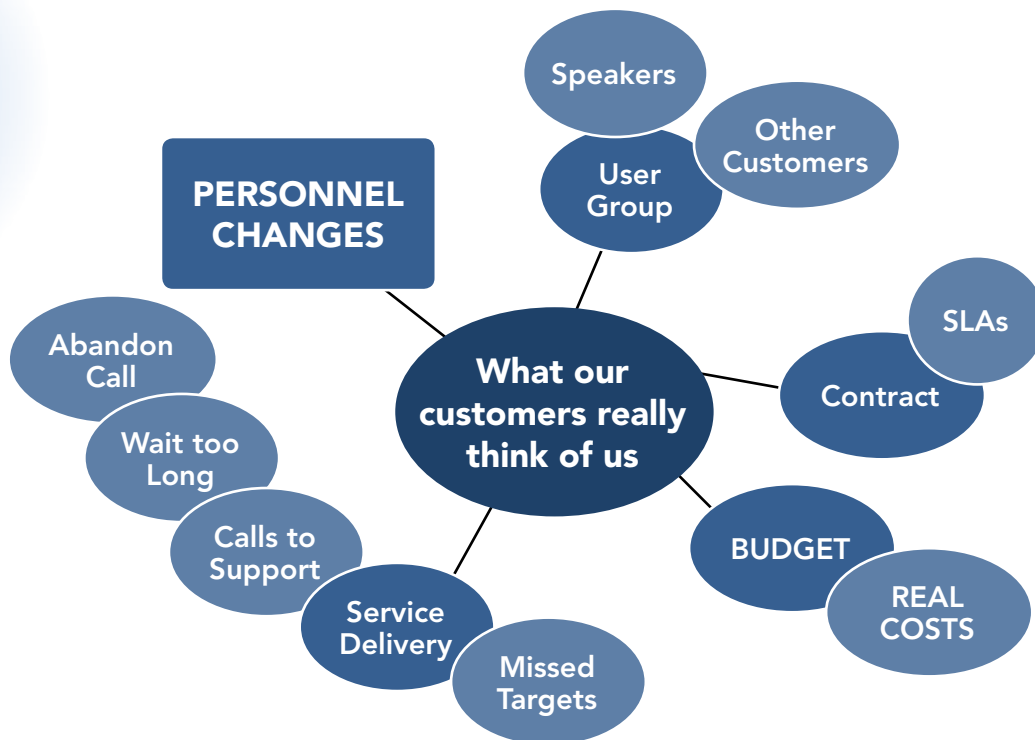 Speakers
Other
Customers
User
Group
PERSONNEL
CHANGES
SLAs
Contract
Abandon
Call
What our
customers really
think of us
Wait too
Long
Calls to
Support
BUDGET
REAL
COSTS
Service
Delivery
Missed
Targets